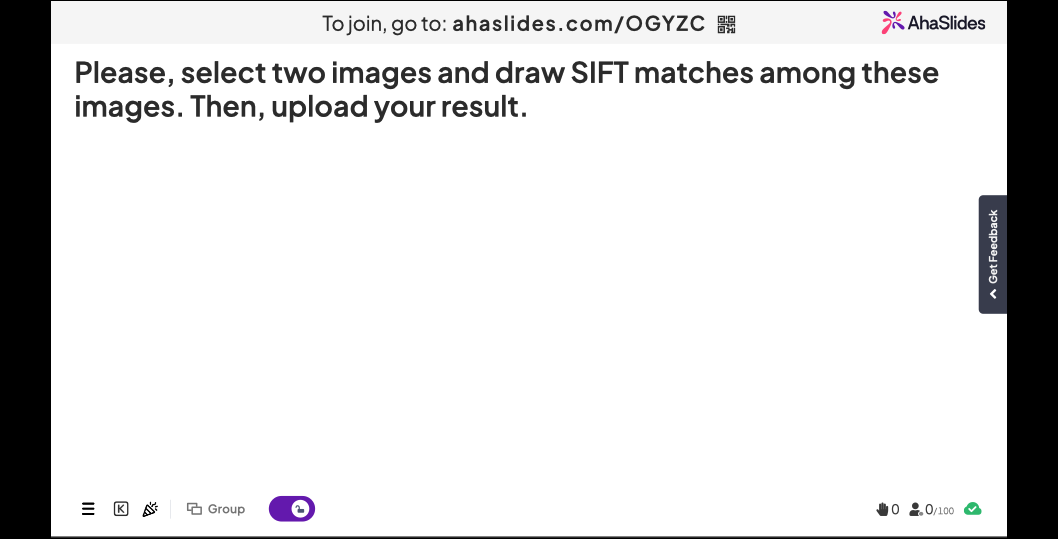 To join, go to: ahaslides.com/OGYZC
AhaSlides
Please, select two images and draw SIFT matches among these
images. Then, upload your result.
Get Feedback
K
Group
0
0/100